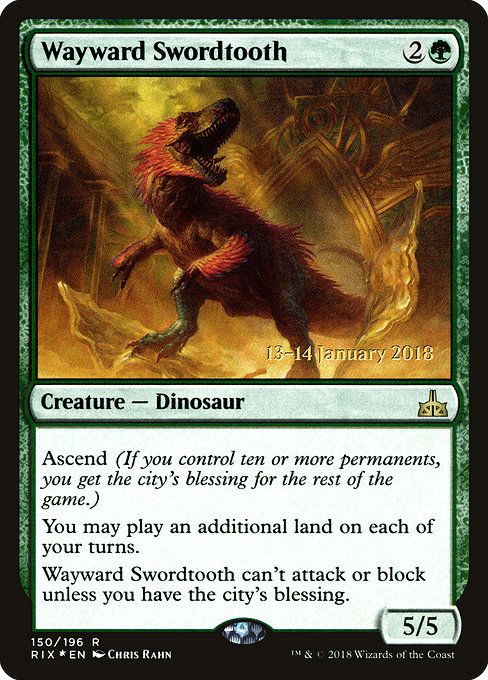 Wayward Swordtooth 2
13–14 January 2018
Creature — Dinosaur
Ascend (If you control ten or more permanents,
you get the city's blessing for the rest of the
game.)
You may play an additional land on each of
your turns.
Wayward Swordtooth can't attack or block
unless you have the city's blessing.
5/5
150/196 R
RIX★EN Chris Rahn
™ & © 2018 Wizards of the Coast